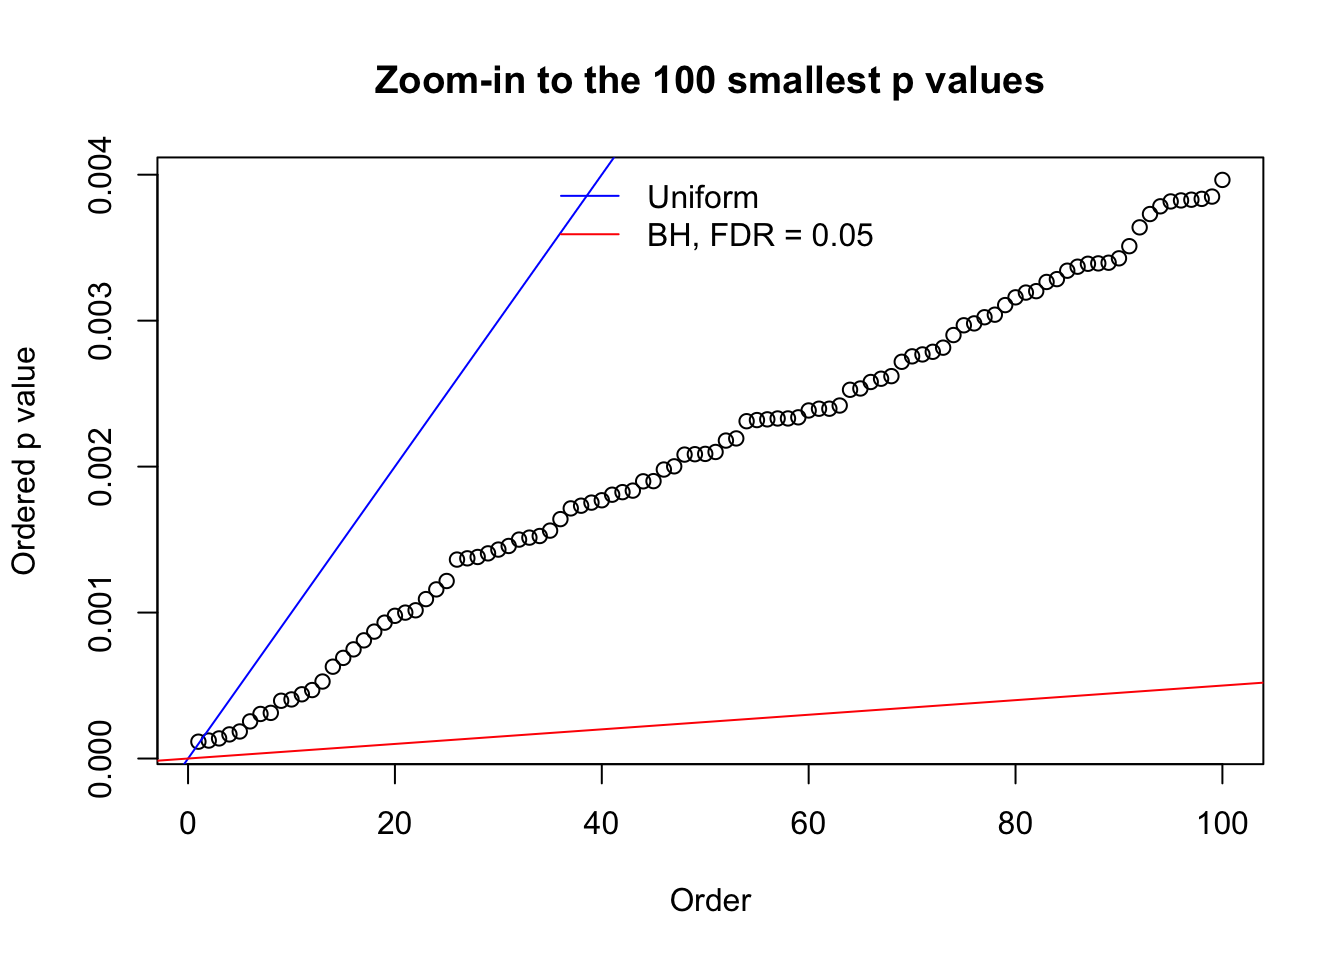 Zoom-in to the 100 smallest p values
Uniform
BH, FDR = 0.05
Ordered p value
0.004
0.003
0.002
0.001
0.000
0 20 40 60 80 100
Order